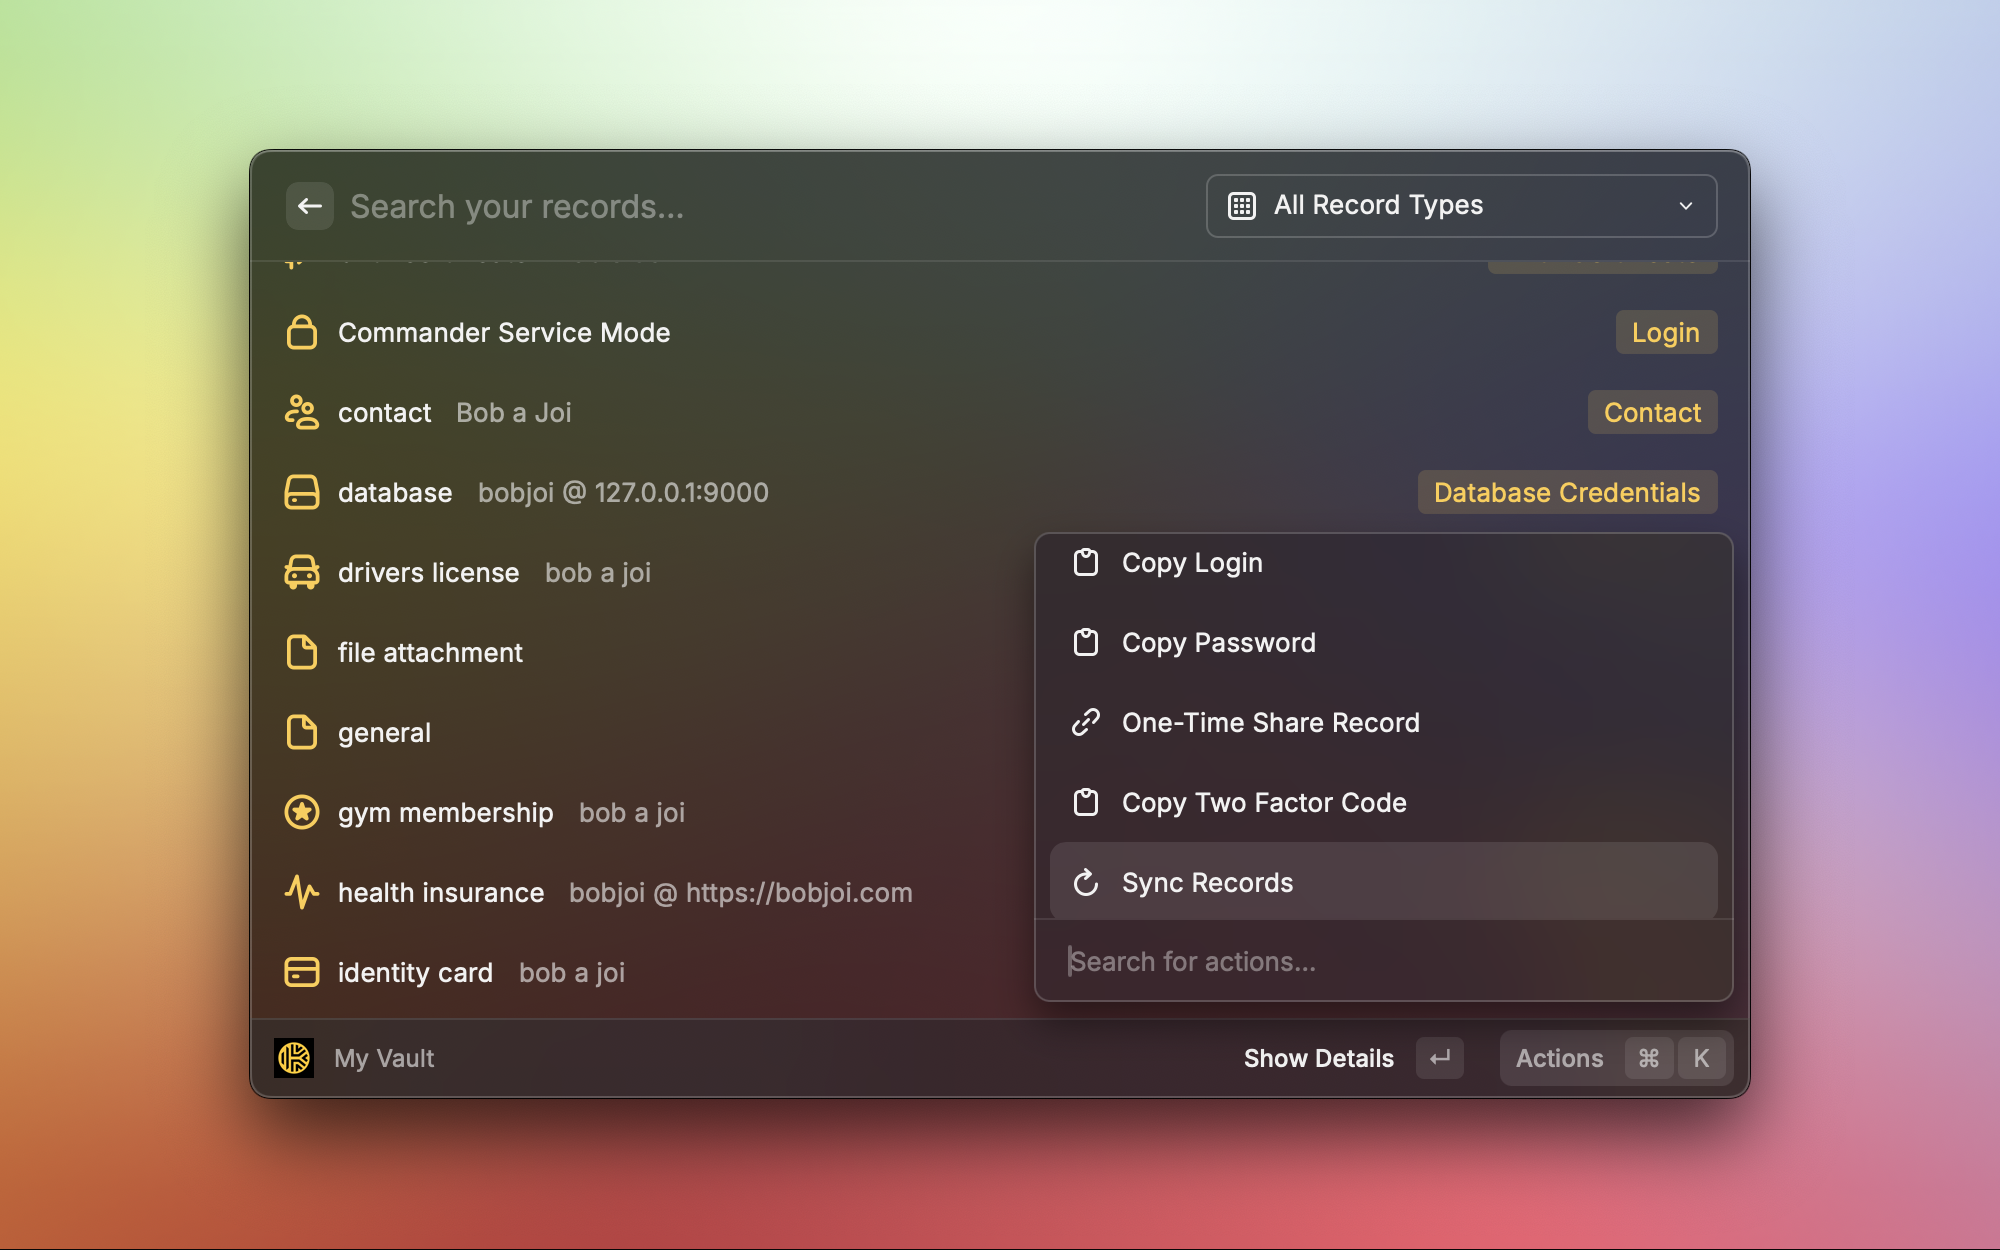 Search your records...
All Record Types
Commander Service Mode Login
contact Bob a Joi Contact
database bobjoi @ 127.0.0.1:9000 Database Credentials
drivers license bob a joi
file attachment
general
gym membership bob a joi
health insurance bobjoi @ https://bobjoi.com
identity card bob a joi
Copy Login
Copy Password
One-Time Share Record
Copy Two Factor Code
Sync Records
Search for actions...
My Vault
Show Details
Actions ⌘ K